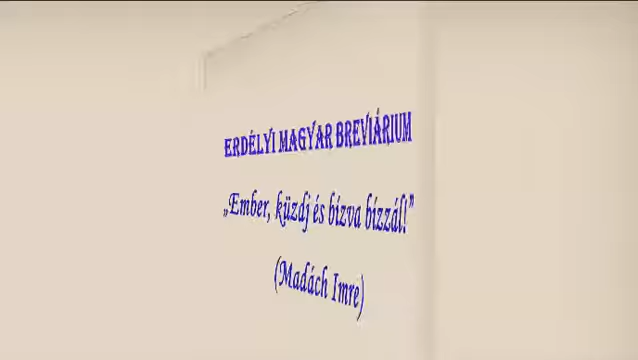 ERDÉLYI MAGYAR BREVIÁRIUM
„Ember, küzdj és bízva bízzál!”
(Madách Imre)